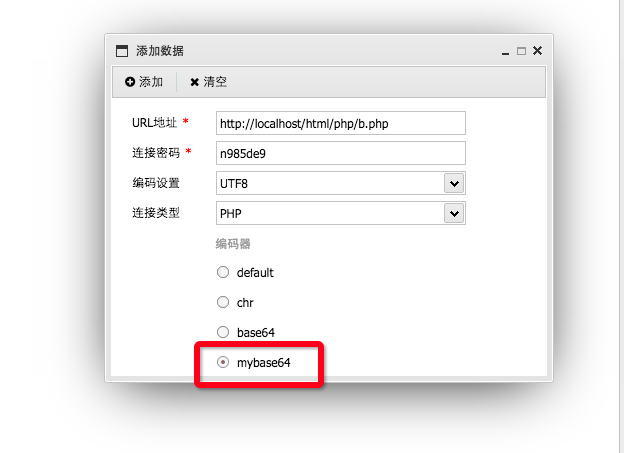 添加数据
添加 清空
URL地址 * http://localhost/html/php/b.php
连接密码 * n985de9
编码设置 UTF8
连接类型 PHP
编码器
default
chr
base64
mybase64